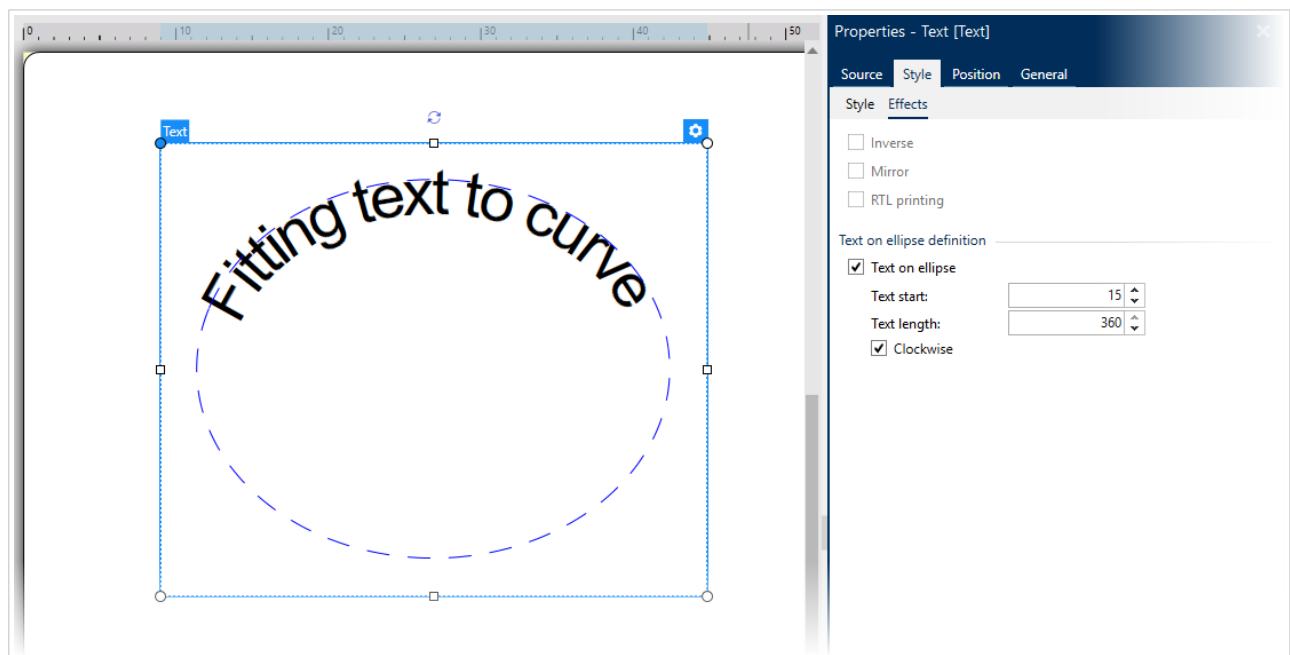 0 10 20 30 40 50
Properties - Text [Text]
Source Style Position General
Style Effects
Text
Inverse
Mirror
RTL printing
Fitting text to curve
Text on ellipse definition
Text on ellipse
Text start: 15
Text length: 360
Clockwise